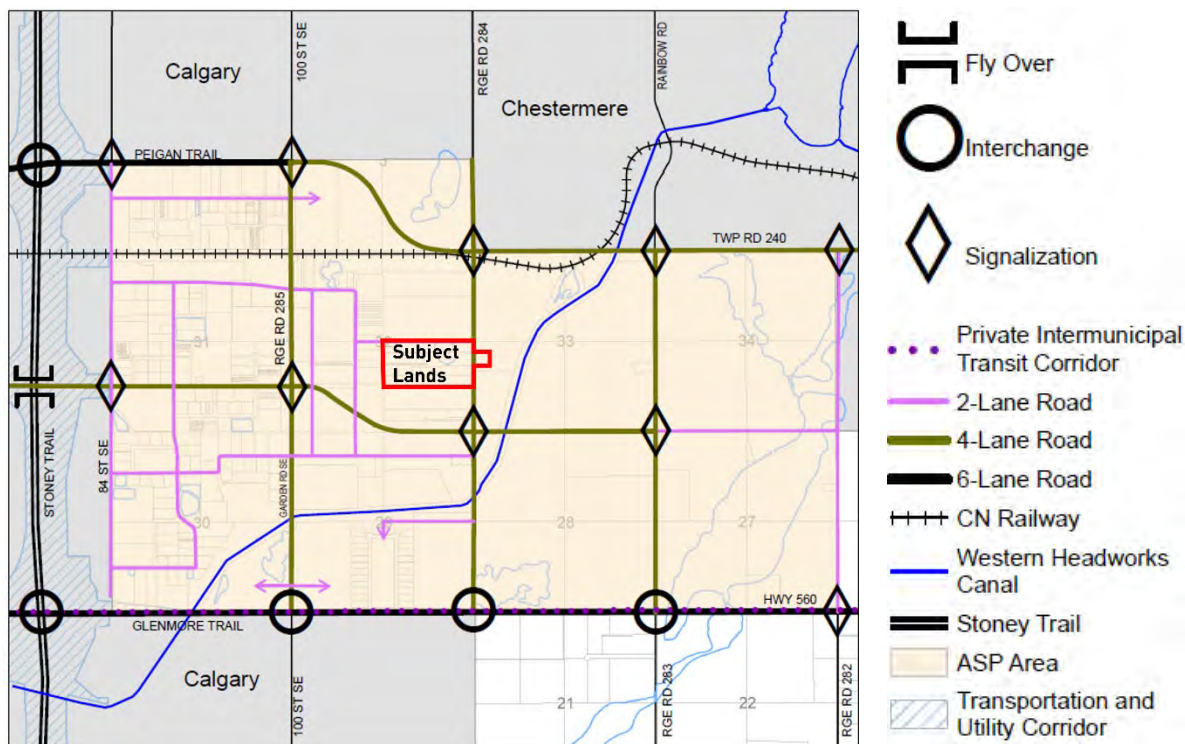 Calgary
100 ST SE
RGE RD 284
RAINBOW RD
Chestermere
PEIGAN TRAIL
TWP RD 240
RGE RD 285
31
33
34
Subject
Lands
STONEY TRAIL
84 ST SE
GARDEN RD SE
30
29
28
27
HWY 560
GLENMORE TRAIL
Calgary
100 ST SE
RGE RD 283
RGE RD 282
21
22
Fly Over
Interchange
Signalization
Private Intermunicipal
Transit Corridor
2-Lane Road
4-Lane Road
6-Lane Road
CN Railway
Western Headworks
Canal
Stoney Trail
ASP Area
Transportation and
Utility Corridor